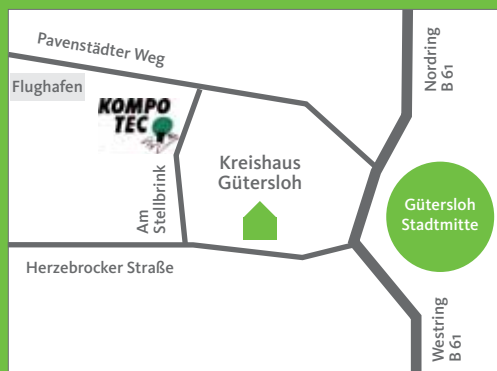 Pavenstädter Weg
Flughafen
KOMPO
TEC
Nordring
B 61
Kreishaus
Gütersloh
Am
Stellbrink
Gütersloh
Stadtmitte
Herzebrocker Straße
Westring
B 61